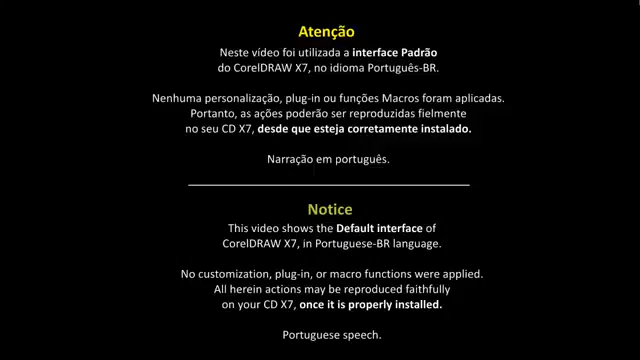 Atenção
Neste vídeo foi utilizada a interface Padrão
do CorelDRAW X7, no idioma Português-BR.
Nenhuma personalização, plug-in ou funções Macros foram aplicadas.
Portanto, as ações poderão ser reproduzidas fielmente
no seu CD X7, desde que esteja corretamente instalado.
Narração em português.
Notice
This video shows the Default interface of
CorelDRAW X7, in Portuguese-BR language.
No customization, plug-in, or macro functions were applied.
All herein actions may be reproduced faithfully
on your CD X7, once it is properly installed.
Portuguese speech.